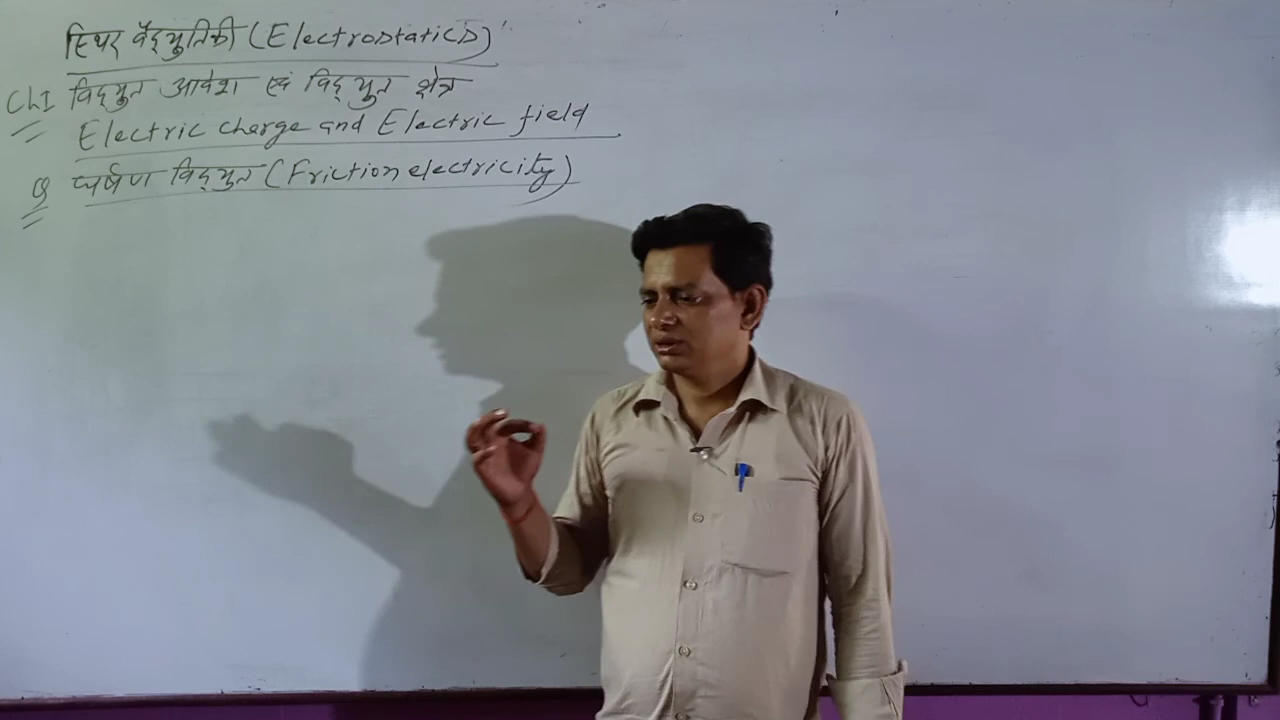 स्थिर वैद्युतिकी (Electrostatics)
Ch1 विद्युत आवेश एवं विद्युत क्षेत्र
Electric charge and Electric field
Q घर्षण विद्युत (Friction electricity)